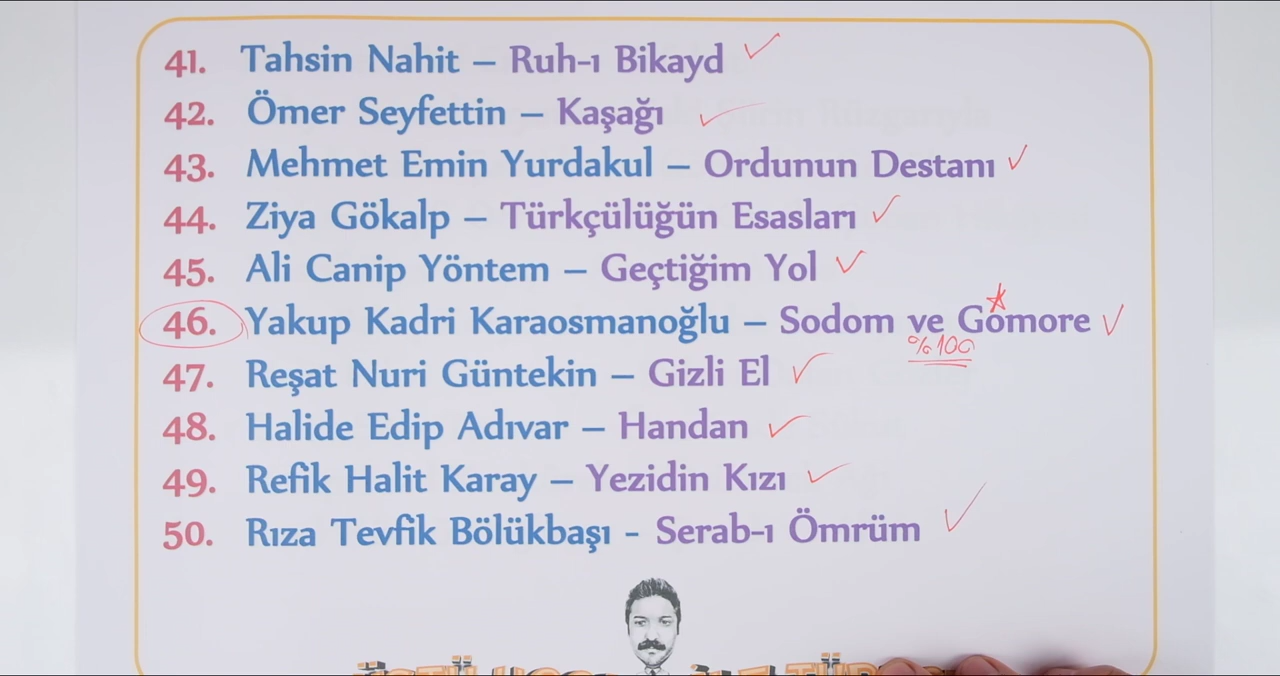 41. Tahsin Nahit – Ruh-ı Bikayd
42. Ömer Seyfettin – Kaşağı
43. Mehmet Emin Yurdakul – Ordunun Destanı
44. Ziya Gökalp – Türkçülüğün Esasları
45. Ali Canip Yöntem – Geçtiğim Yol
46. Yakup Kadri Karaosmanoğlu – Sodom ve Gomore
%100
47. Reşat Nuri Güntekin – Gizli El
48. Halide Edip Adıvar – Handan
49. Refik Halit Karay – Yezidin Kızı
50. Rıza Tevfik Bölükbaşı - Serab-ı Ömrüm